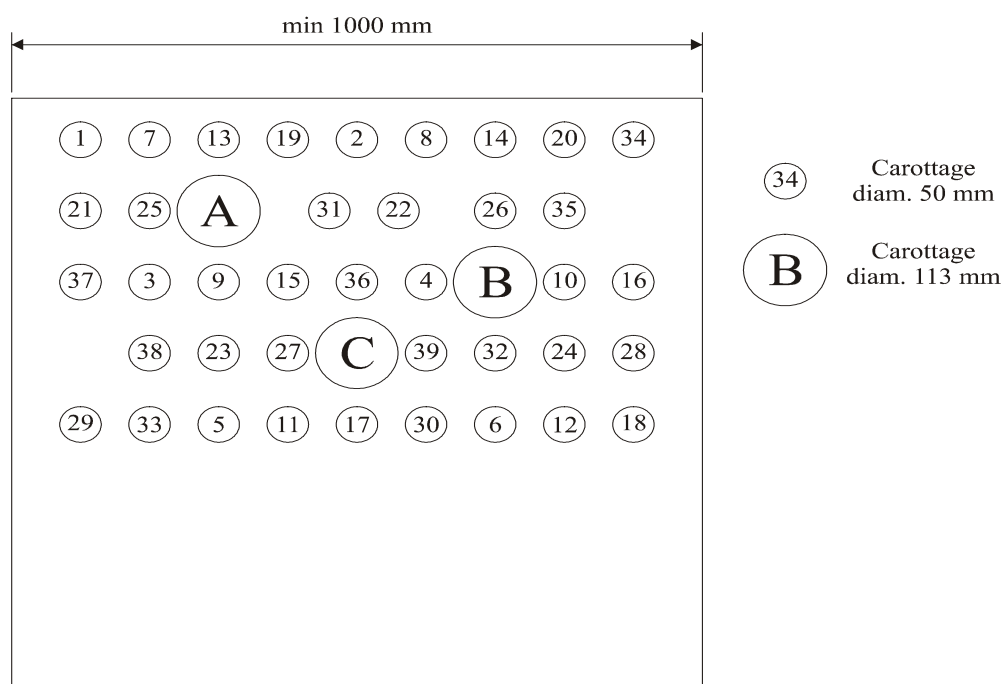 min 1000 mm
1 7 13 19 2 8 14 20 34
21 25 A 31 22 26 35
37 3 9 15 36 4 B 10 16
38 23 27 C 39 32 24 28
29 33 5 11 17 30 6 12 18
34 Carottage
diam. 50 mm
B Carottage
diam. 113 mm